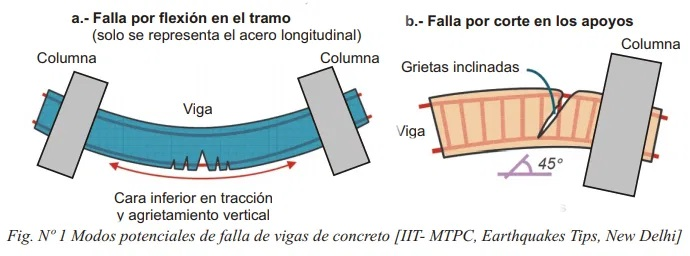 a.- Falla por flexión en el tramo
(solo se representa el acero longitudinal)
Columna
Columna
Viga
Cara inferior en tracción
y agrietamiento vertical
b.- Falla por corte en los apoyos
Columna
Grietas inclinadas
Viga
45°
Fig. Nº 1 Modos potenciales de falla de vigas de concreto [IIT- MTPC, Earthquakes Tips, New Delhi]